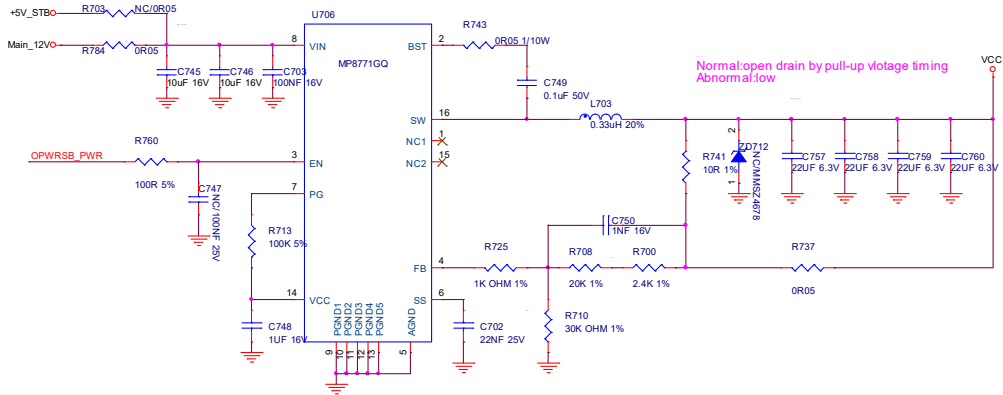 +5V_STB
R703
NC/0R05
Main_12V
R784
0R05
C745
10uF 16V
C746
10uF 16V
C703
100NF 16V
U706
MP8771GQ
8
VIN
BST
2
R743
0R05 1/10W
C749
0.1uF 50V
SW
16
L703
0.33uH 20%
NC1
1
NC2
15
Normal:open drain by pull-up vlotage timing
Abnormal:low
VCC
OPWRSB_PWR
R760
100R 5%
3
EN
C747
NC/100NF 25V
7
PG
R713
100K 5%
14
VCC
C748
1UF 16V
R741
10R 1%
2
ZD712
1
NC/MMSZ4678
C757
22UF 6.3V
C758
22UF 6.3V
C759
22UF 6.3V
C760
22UF 6.3V
C750
1NF 16V
FB
4
R725
1K OHM 1%
R708
20K 1%
R700
2.4K 1%
R737
0R05
SS
6
C702
22NF 25V
R710
30K OHM 1%
PGND1
PGND2
PGND3
PGND4
PGND5
AGND
9
10
11
12
13
5